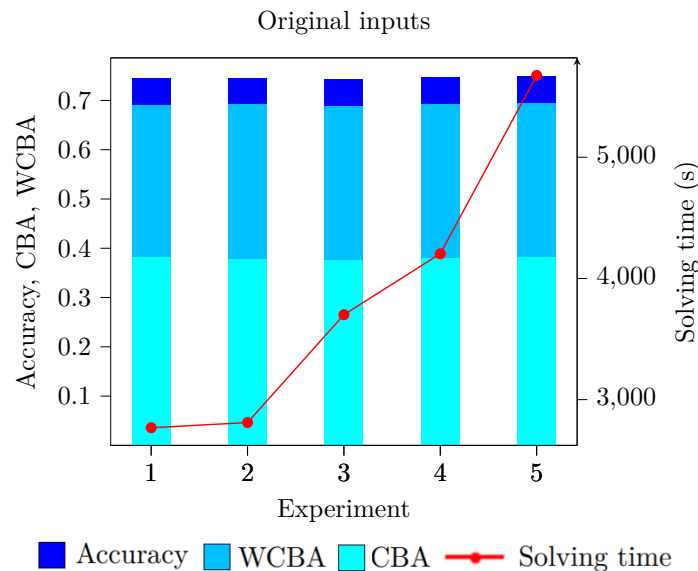 Original inputs
Accuracy, CBA, WCBA
0.7
0.6
0.5
0.4
0.3
0.2
0.1
5,000
4,000
3,000
Solving time (s)
1 2 3 4 5
Experiment
Accuracy WCBA CBA Solving time